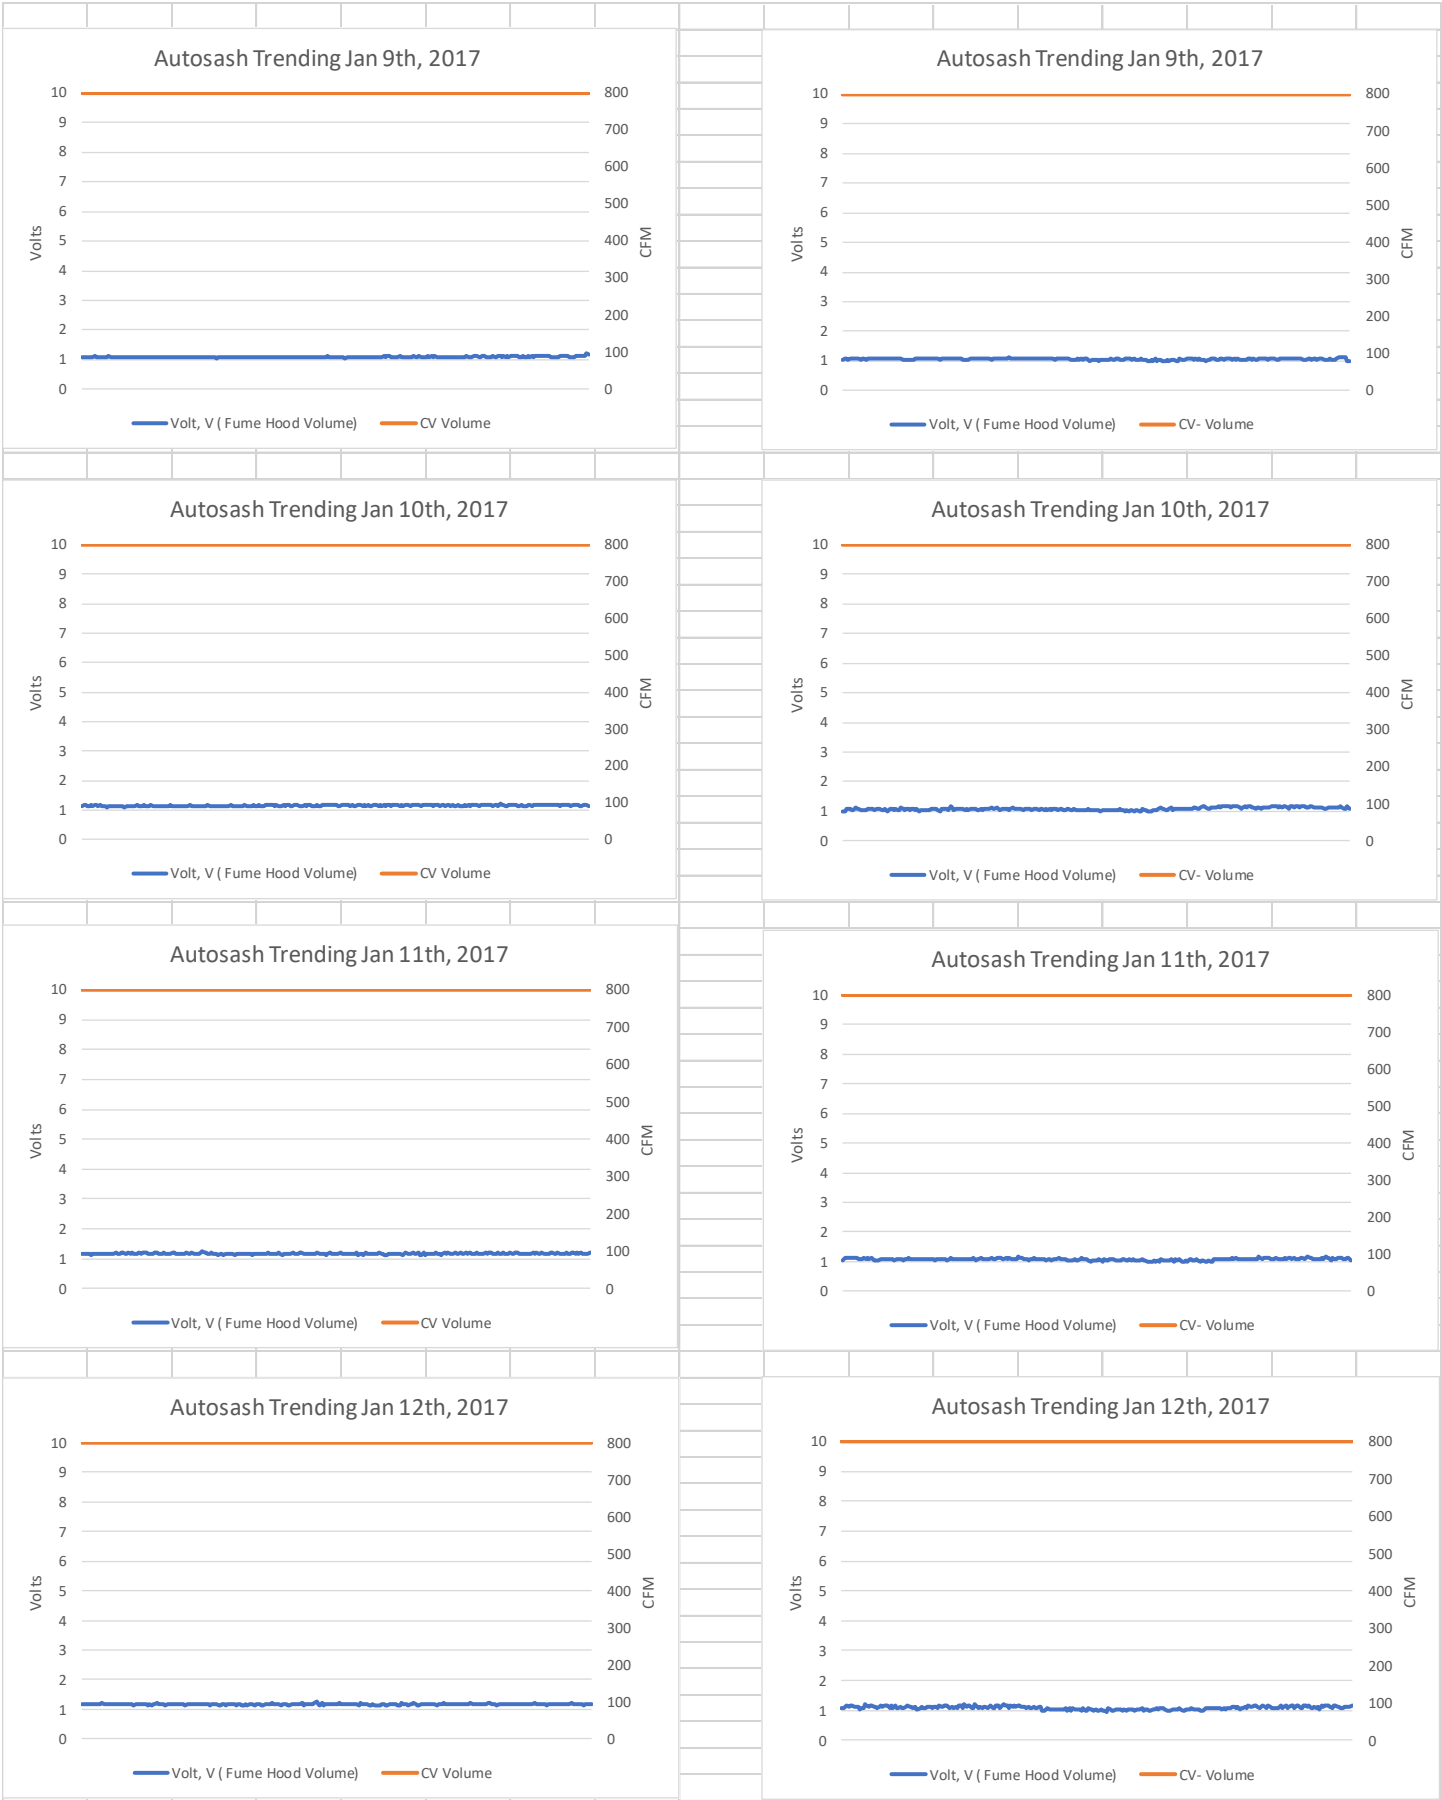 Autosash Trending Jan 9th, 2017
10 800
9 700
8 600
7 500
6 400
5 300
4 200
3 100
2 0
1
0
Volts
CFM
Volt, V ( Fume Hood Volume) CV Volume
Autosash Trending Jan 9th, 2017
10 800
9 700
8 600
7 500
6 400
5 300
4 200
3 100
2 0
1
0
Volts
CFM
Volt, V ( Fume Hood Volume) CV- Volume
Autosash Trending Jan 10th, 2017
10 800
9 700
8 600
7 500
6 400
5 300
4 200
3 100
2 0
1
0
Volts
CFM
Volt, V ( Fume Hood Volume) CV Volume
Autosash Trending Jan 10th, 2017
10 800
9 700
8 600
7 500
6 400
5 300
4 200
3 100
2 0
1
0
Volts
CFM
Volt, V ( Fume Hood Volume) CV- Volume
Autosash Trending Jan 11th, 2017
10 800
9 700
8 600
7 500
6 400
5 300
4 200
3 100
2 0
1
0
Volts
CFM
Volt, V ( Fume Hood Volume) CV Volume
Autosash Trending Jan 11th, 2017
10 800
9 700
8 600
7 500
6 400
5 300
4 200
3 100
2 0
1
0
Volts
CFM
Volt, V ( Fume Hood Volume) CV- Volume
Autosash Trending Jan 12th, 2017
10 800
9 700
8 600
7 500
6 400
5 300
4 200
3 100
2 0
1
0
Volts
CFM
Volt, V ( Fume Hood Volume) CV Volume
Autosash Trending Jan 12th, 2017
10 800
9 700
8 600
7 500
6 400
5 300
4 200
3 100
2 0
1
0
Volts
CFM
Volt, V ( Fume Hood Volume) CV- Volume